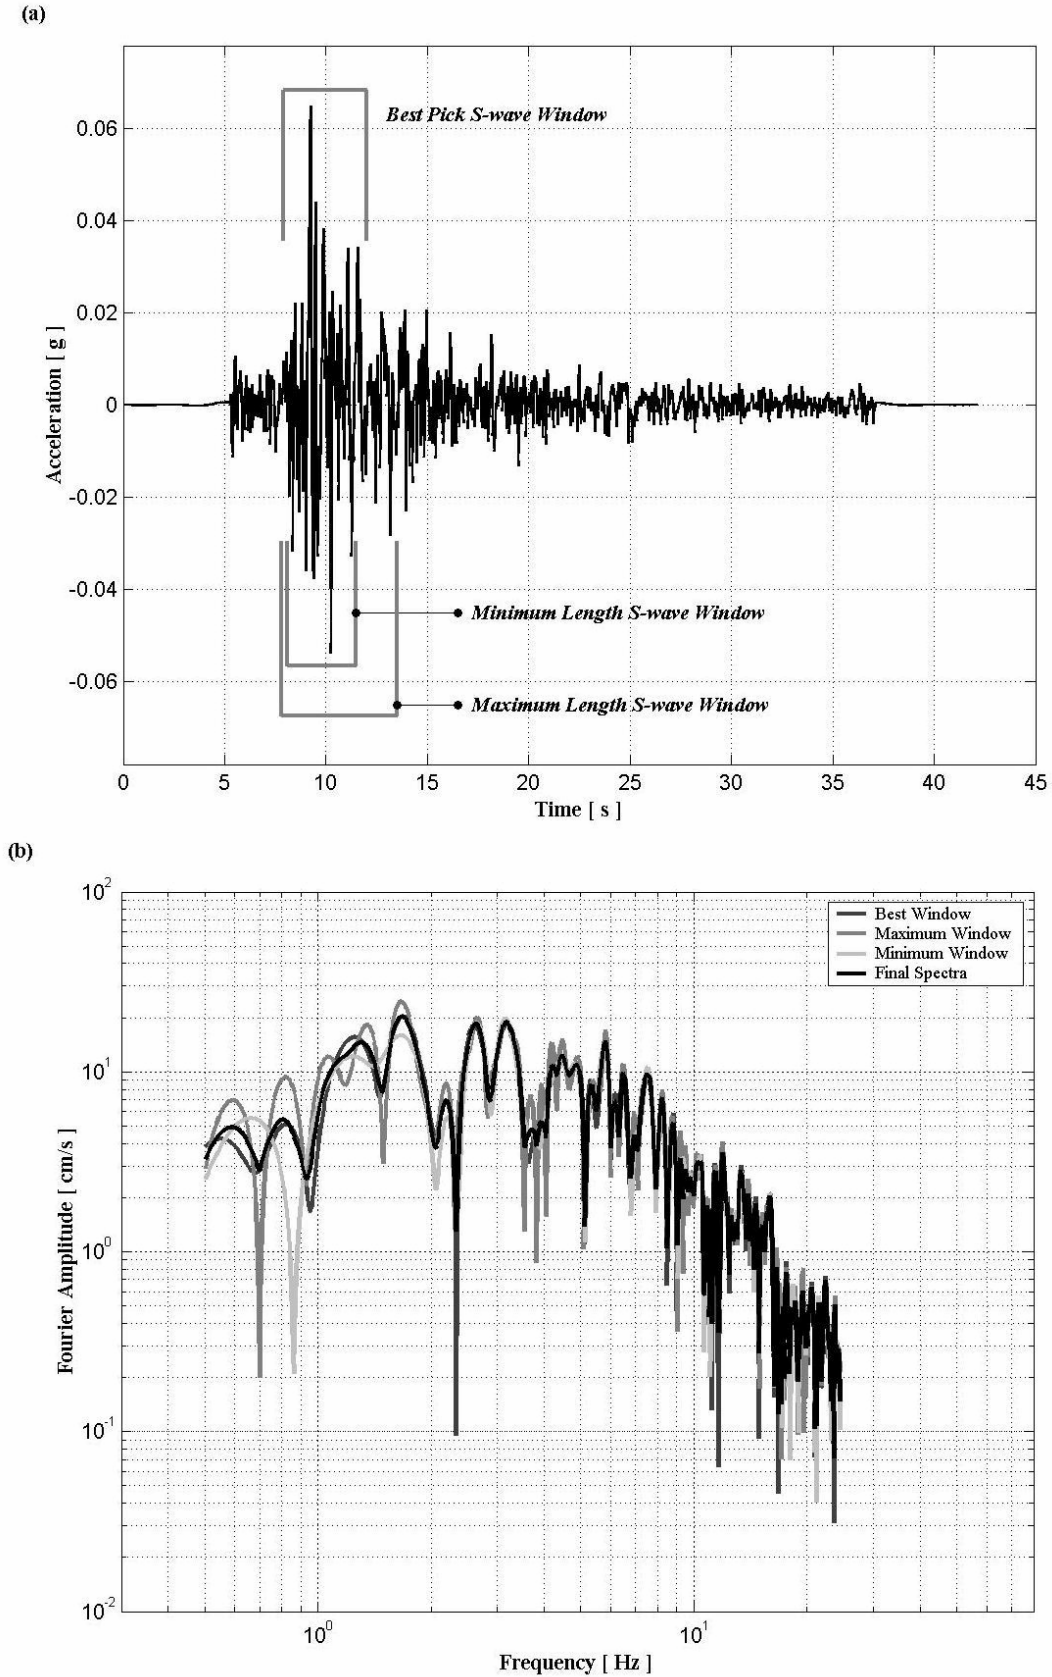 (a)
Best Pick S-wave Window
0.06
0.04
0.02
0
-0.02
-0.04
-0.06
Acceleration [ g ]
Minimum Length S-wave Window
Maximum Length S-wave Window
0 5 10 15 20 25 30 35 40 45
Time [ s ]
(b)
Best Window
Maximum Window
Minimum Window
Final Spectra
10^2
10^1
10^0
10^-1
10^-2
Fourier Amplitude [ cm/s ]
10^0 10^1
Frequency [ Hz ]